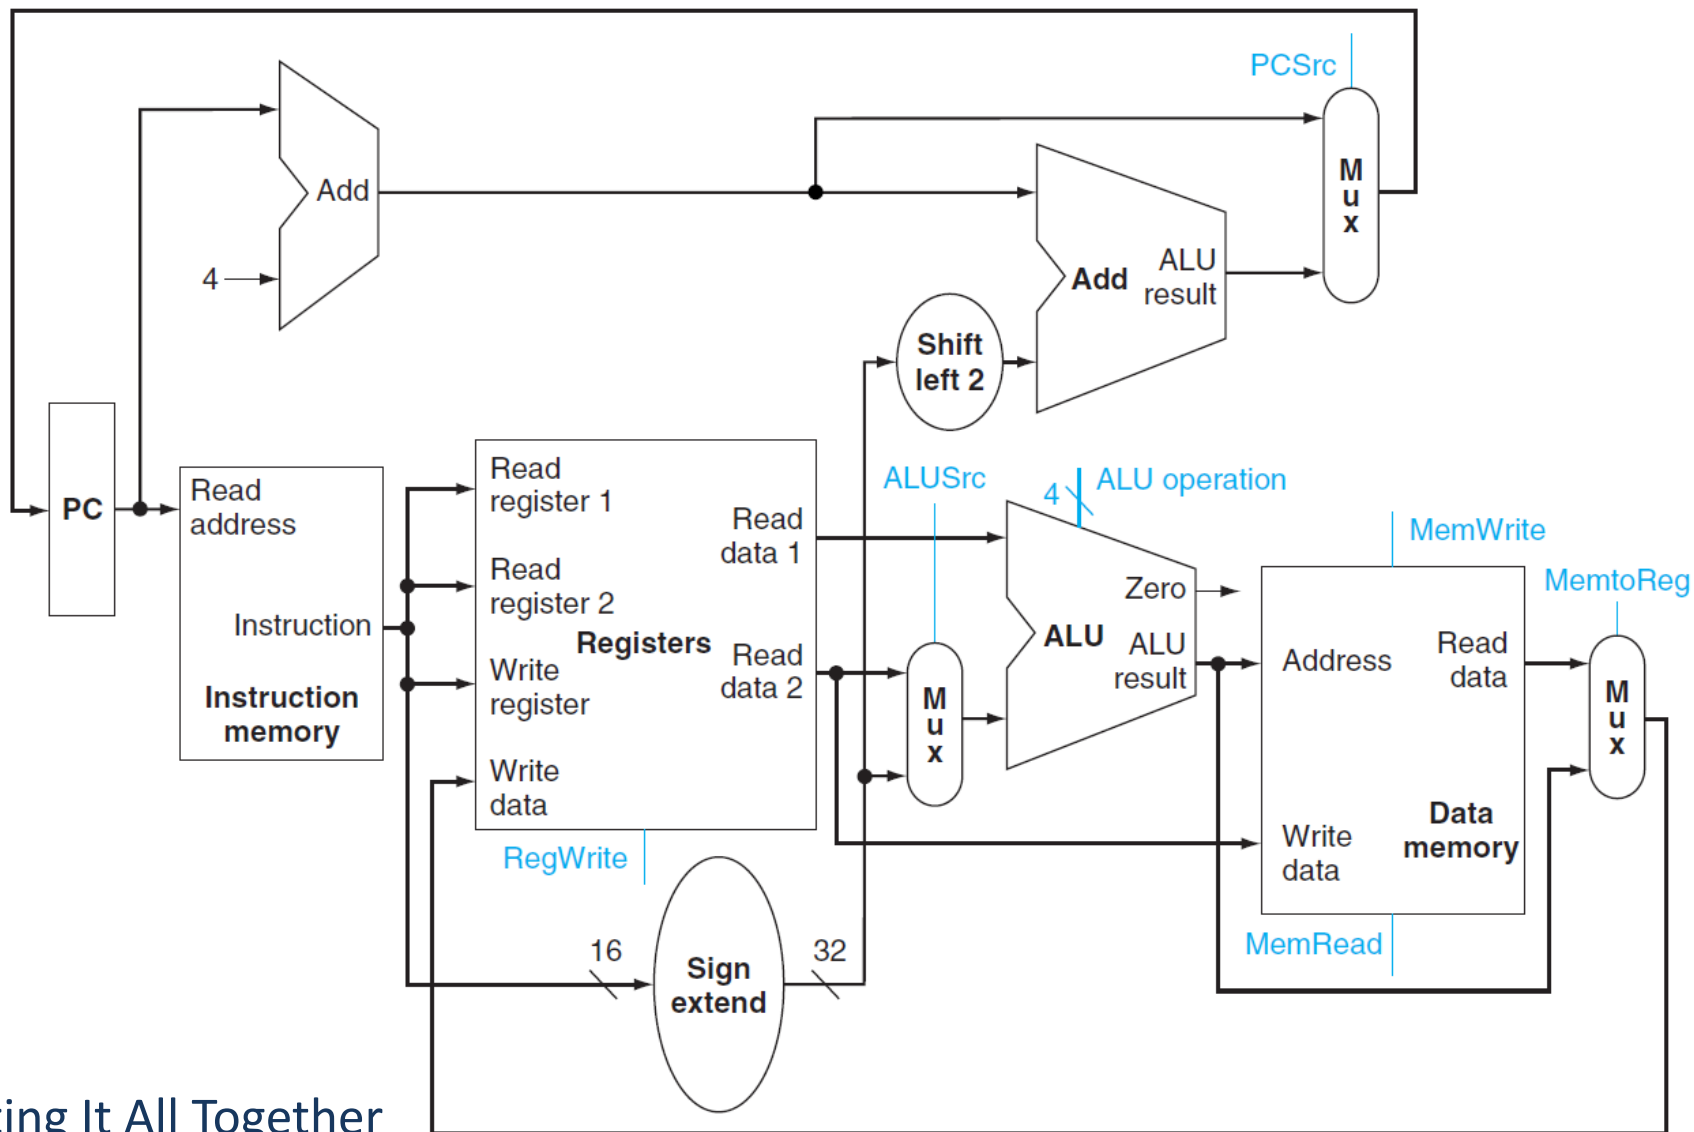 PCSrc
M
u
x
Add
ALU
result
Add
4
Shift
left 2
PC
Read
address
Instruction
Instruction
memory
Read
register 1
Read
register 2
Registers
Write
register
Write
data
Read
data 1
Read
data 2
RegWrite
ALUSrc
M
u
x
4
ALU operation
Zero
ALU
ALU
result
MemWrite
MemtoReg
Address
Read
data
Write
data
Data
memory
MemRead
M
u
x
16
Sign
extend
32
ing It All Together